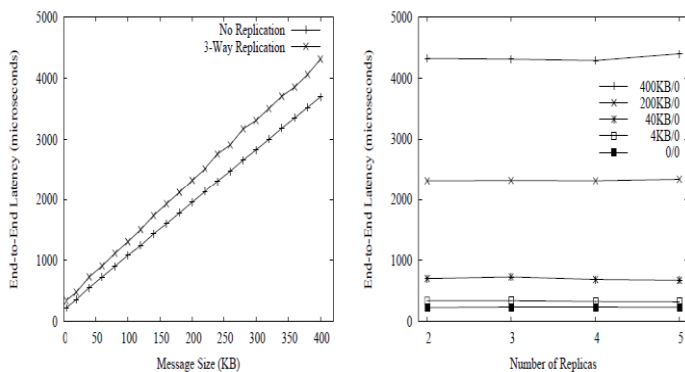 5000
4000
3000
2000
1000
0
End-to-End Latency (microseconds)
No Replication
3-Way Replication
0 50 100 150 200 250 300 350 400
Message Size (KB)
5000
4000
3000
2000
1000
0
End-to-End Latency (microseconds)
400KB/0
200KB/0
40KB/0
4KB/0
0/0
2 3 4 5
Number of Replicas